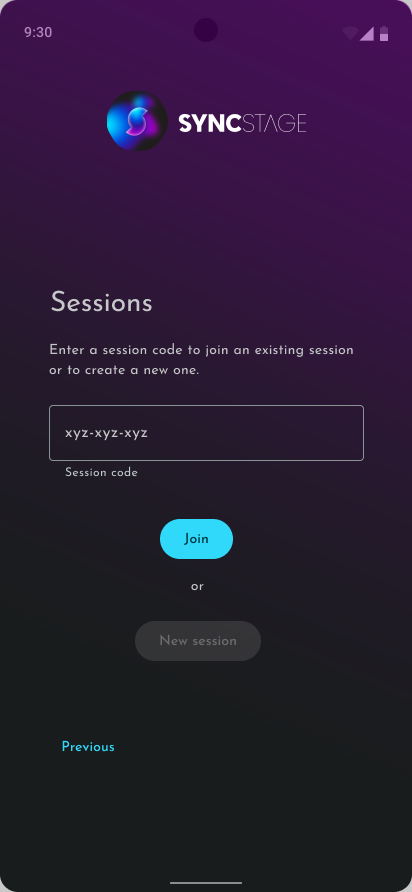 9:30
SYNCSTAGE
Sessions
Enter a session code to join an existing session
or to create a new one.
xyz-xyz-xyz
Session code
Join
or
New session
Previous